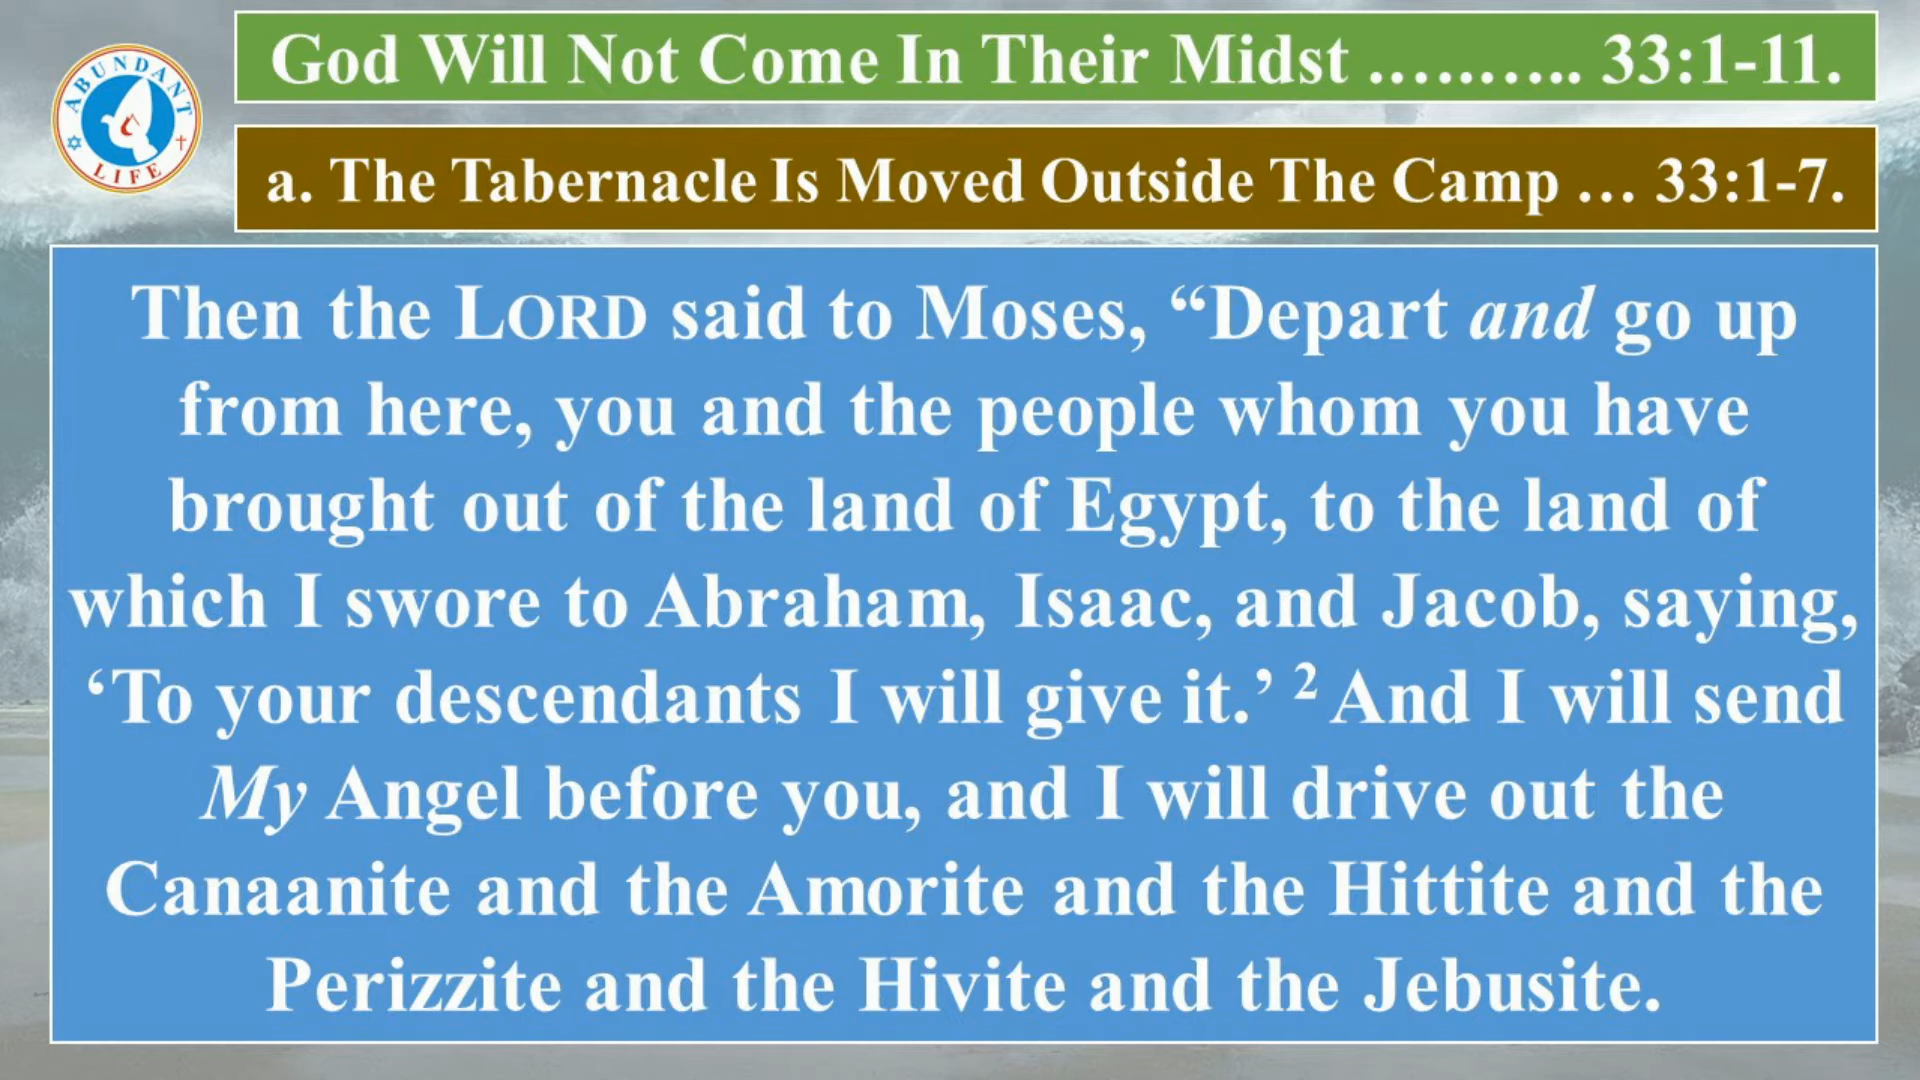 God Will Not Come In Their Midst ……….. 33:1-11.
ABUNDANT
LIFE
a. The Tabernacle Is Moved Outside The Camp … 33:1-7.
Then the LORD said to Moses, “Depart and go up
from here, you and the people whom you have
brought out of the land of Egypt, to the land of
which I swore to Abraham, Isaac, and Jacob, saying,
‘To your descendants I will give it.’ ² And I will send
My Angel before you, and I will drive out the
Canaanite and the Amorite and the Hittite and the
Perizzite and the Hivite and the Jebusite.